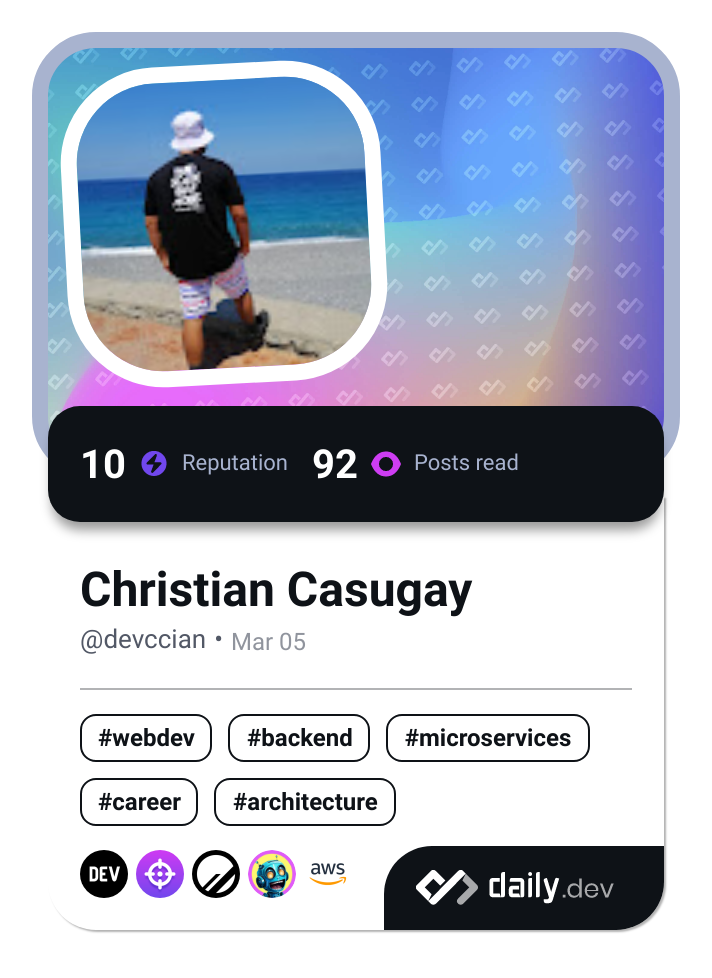 10 Reputation 92 Posts read
Christian Casugay
@devccian • Mar 05
#webdev #backend #microservices
#career #architecture
DEV aws daily.dev